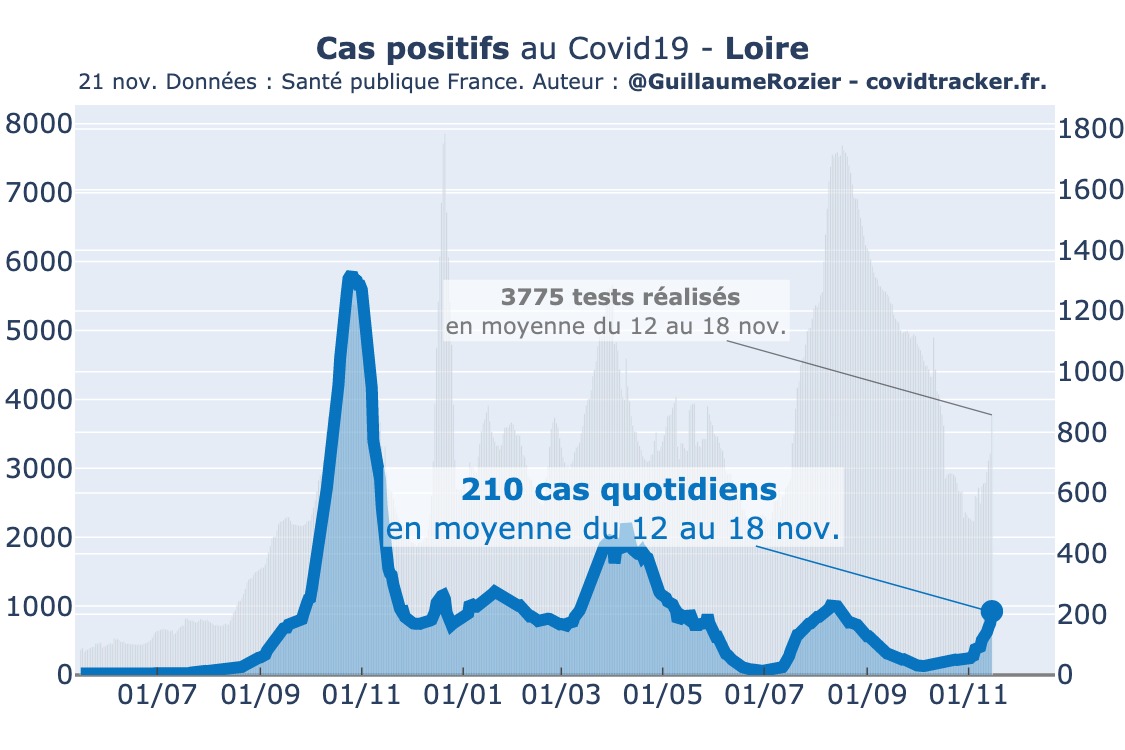 Cas positifs au Covid19 - Loire
21 nov. Données : Santé publique France. Auteur : @GuillaumeRozier - covidtracker.fr.
8000
7000
6000
5000
4000
3000
2000
1000
0
1800
1600
1400
1200
1000
800
600
400
200
0
3775 tests réalisés
en moyenne du 12 au 18 nov.
210 cas quotidiens
en moyenne du 12 au 18 nov.
01/07 01/09 01/11 01/01 01/03 01/05 01/07 01/09 01/11